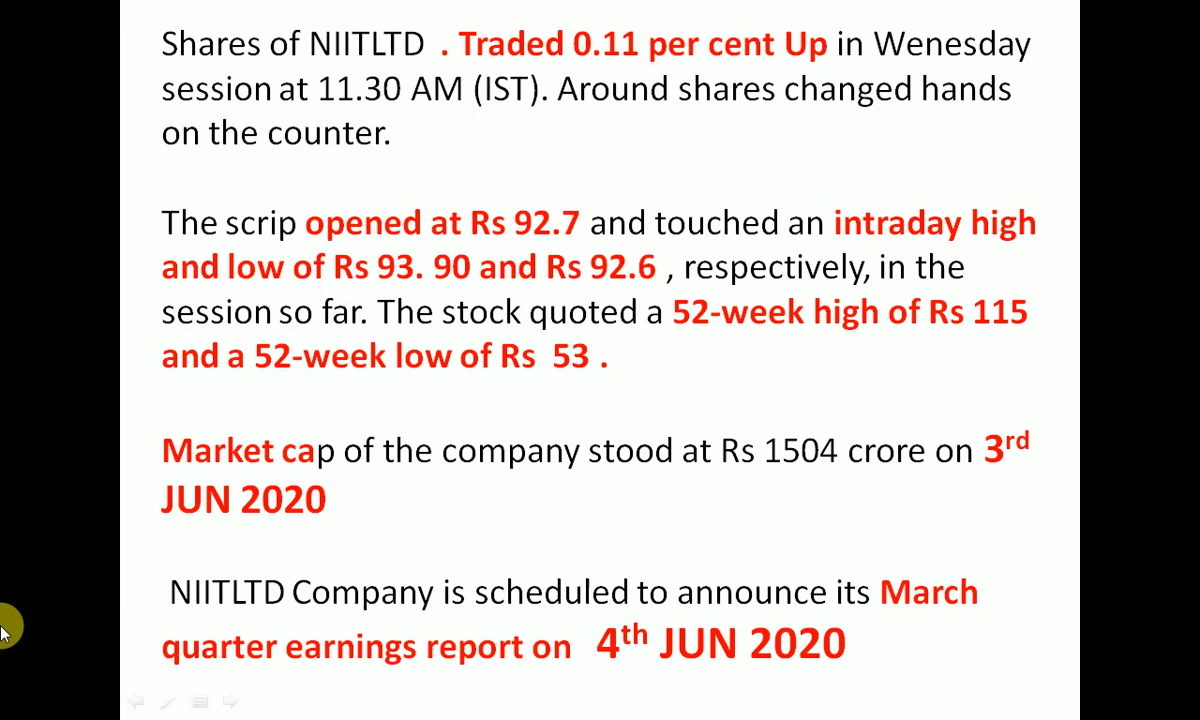 Shares of NIITLTD . Traded 0.11 per cent Up in Wenesday
session at 11.30 AM (IST). Around shares changed hands
on the counter.
The scrip opened at Rs 92.7 and touched an intraday high
and low of Rs 93. 90 and Rs 92.6 , respectively, in the
session so far. The stock quoted a 52-week high of Rs 115
and a 52-week low of Rs 53 .
Market cap of the company stood at Rs 1504 crore on 3rd
JUN 2020
NIITLTD Company is scheduled to announce its March
quarter earnings report on 4th JUN 2020